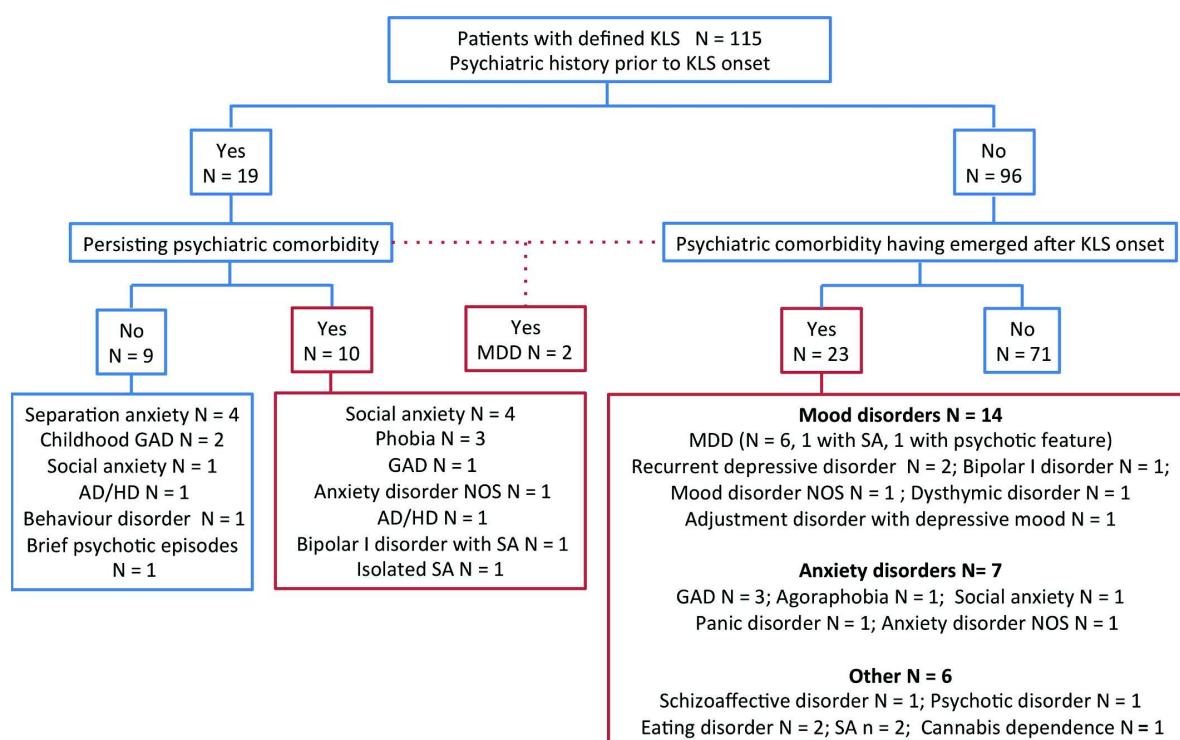 Patients with defined KLS N = 115
Psychiatric history prior to KLS onset
Yes
N = 19
No
N = 96
Persisting psychiatric comorbidity
Psychiatric comorbidity having emerged after KLS onset
No
N = 9
Yes
N = 10
Yes
MDD N = 2
Yes
N = 23
No
N = 71
Separation anxiety N = 4
Childhood GAD N = 2
Social anxiety N = 1
AD/HD N = 1
Behaviour disorder N = 1
Brief psychotic episodes
N = 1
Social anxiety N = 4
Phobia N = 3
GAD N = 1
Anxiety disorder NOS N = 1
AD/HD N = 1
Bipolar I disorder with SA N = 1
Isolated SA N = 1
Mood disorders N = 14
MDD (N = 6, 1 with SA, 1 with psychotic feature)
Recurrent depressive disorder N = 2; Bipolar I disorder N = 1;
Mood disorder NOS N = 1 ; Dysthymic disorder N = 1
Adjustment disorder with depressive mood N = 1
Anxiety disorders N= 7
GAD N = 3; Agoraphobia N = 1; Social anxiety N = 1
Panic disorder N = 1; Anxiety disorder NOS N = 1
Other N = 6
Schizoaffective disorder N = 1; Psychotic disorder N = 1
Eating disorder N = 2; SA n = 2; Cannabis dependence N = 1